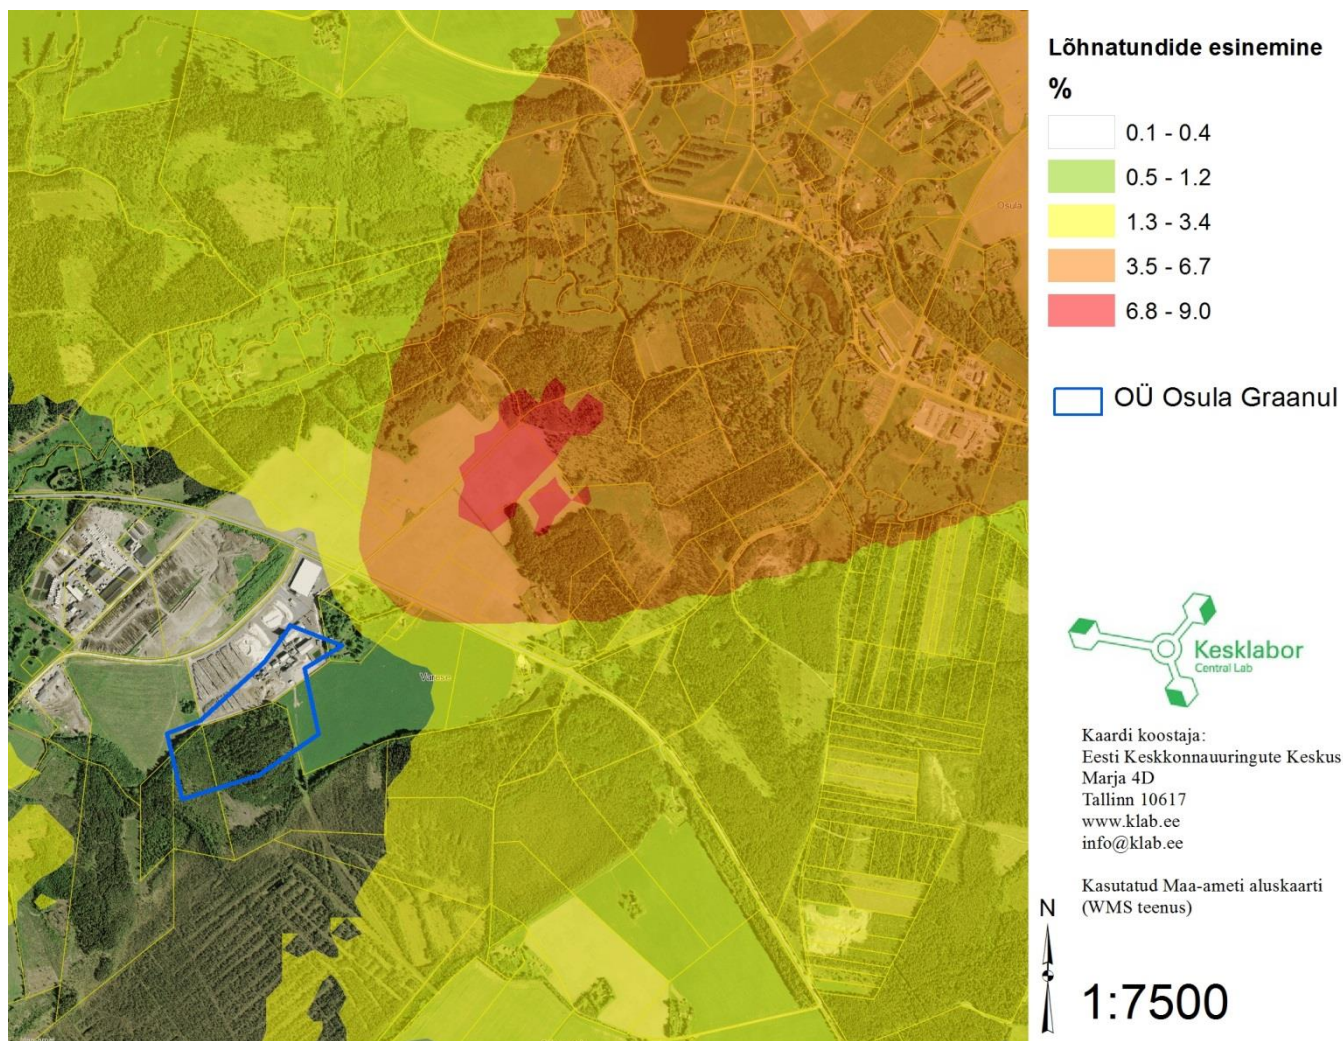 Lõhnatundide esinemine
%
0.1 - 0.4
0.5 - 1.2
1.3 - 3.4
3.5 - 6.7
6.8 - 9.0
OÜ Osula Graanul
Osula
Varese
Kesklabor
Central Lab
Kaardi koostaja:
Eesti Keskkonnauuringute Keskus
Marja 4D
Tallinn 10617
www.klab.ee
info@klab.ee
Kasutatud Maa-ameti aluskaarti
(WMS teenus)
N
1:7500